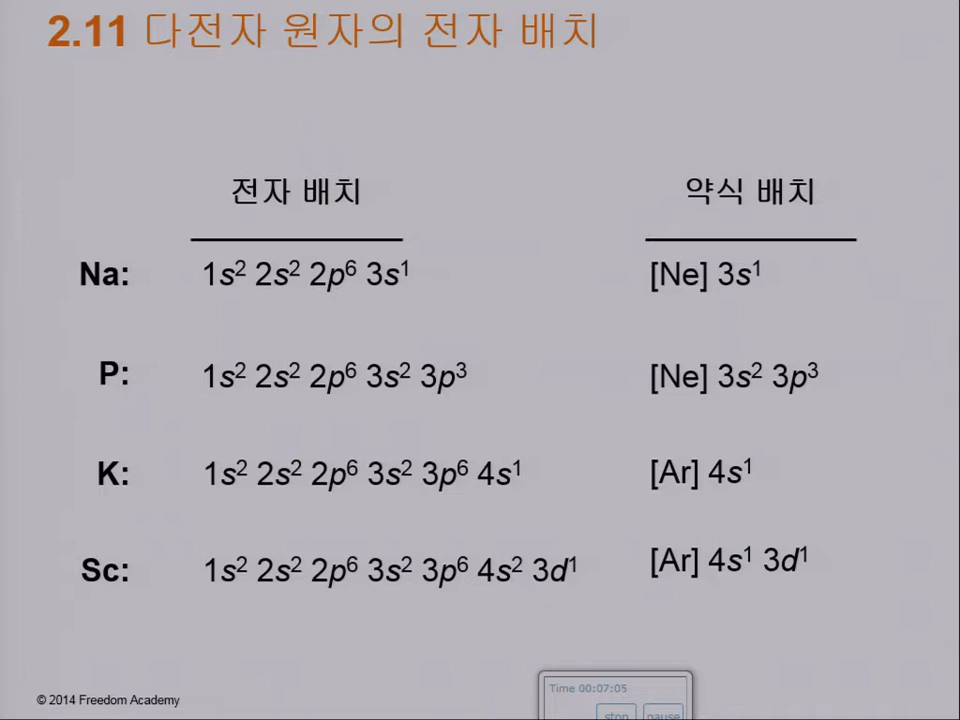 2.11 다전자 원자의 전자 배치
전자 배치 약식 배치
Na: 1s² 2s² 2p⁶ 3s¹ [Ne] 3s¹
P: 1s² 2s² 2p⁶ 3s² 3p³ [Ne] 3s² 3p³
K: 1s² 2s² 2p⁶ 3s² 3p⁶ 4s¹ [Ar] 4s¹
Sc: 1s² 2s² 2p⁶ 3s² 3p⁶ 4s² 3d¹ [Ar] 4s¹ 3d¹
© 2014 Freedom Academy
Time 00:07:05
stop pause